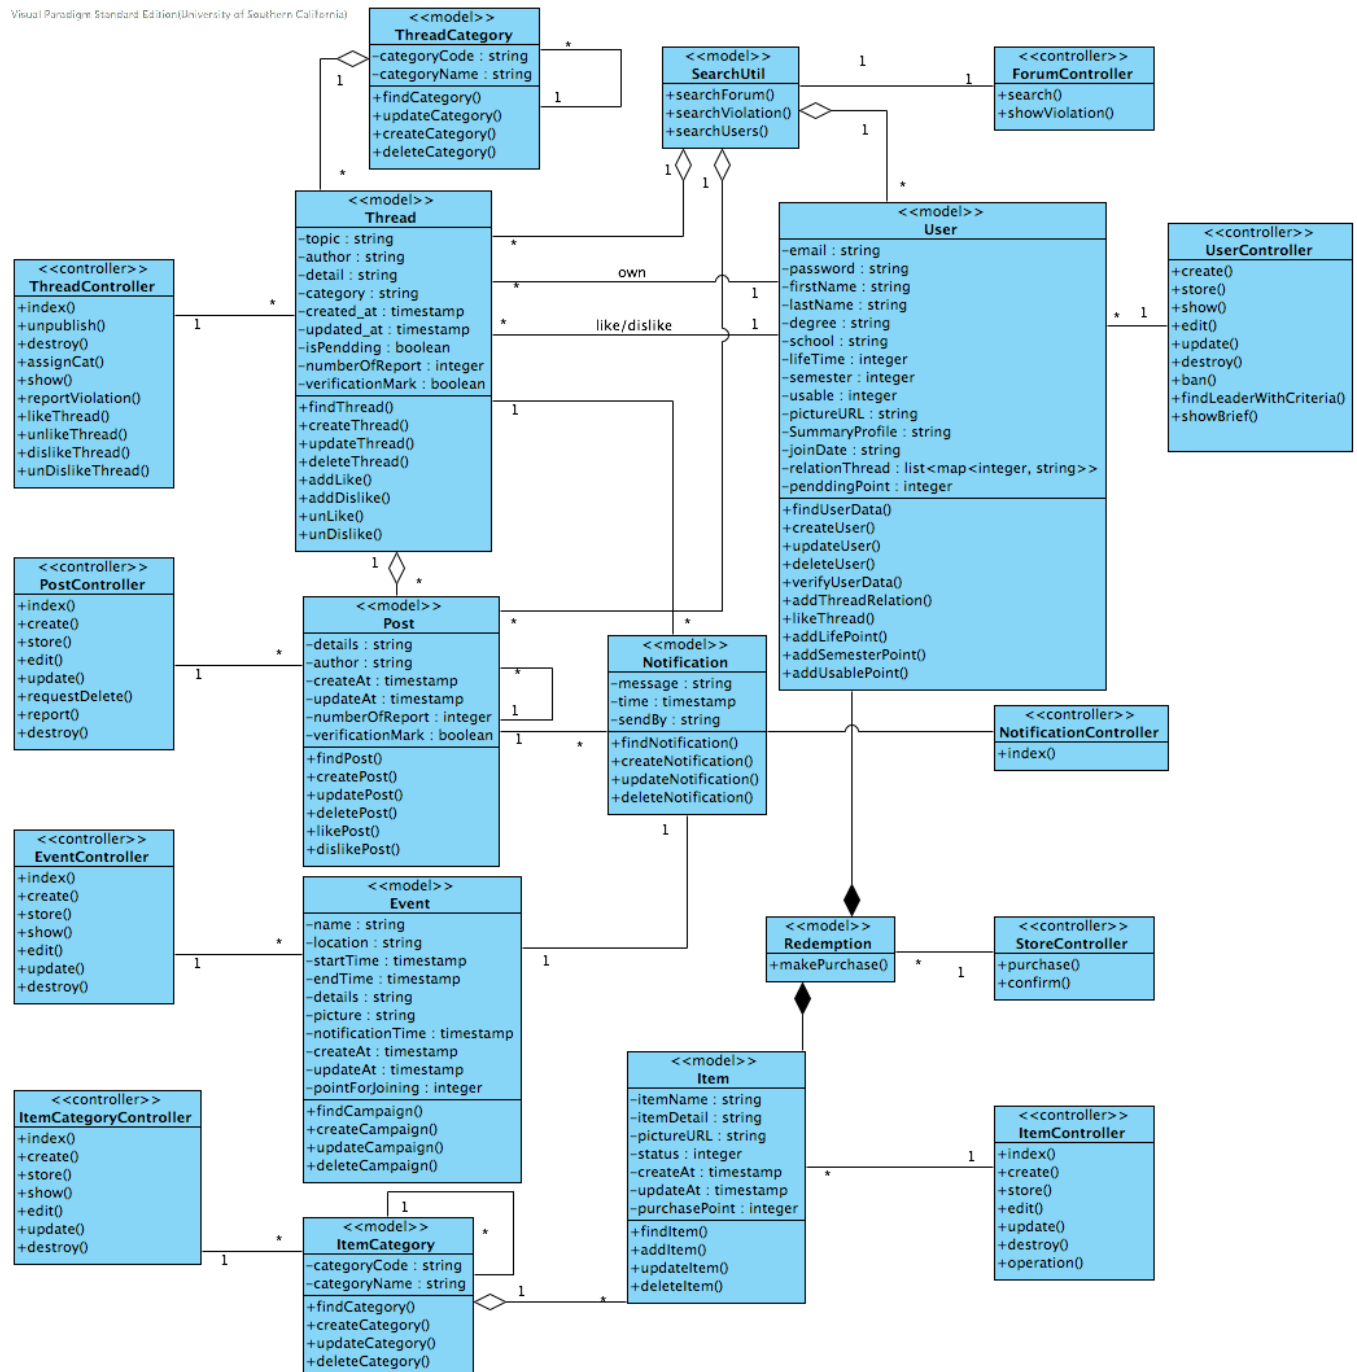 Visual Paradigm Standard Edition(University of Southern California)
<<model>>
ThreadCategory
-categoryCode : string
-categoryName : string
+findCategory()
+updateCategory()
+createCategory()
+deleteCategory()
*
1
1
*
<<model>>
SearchUtil
+searchForum()
+searchViolation()
+searchUsers()
1
1
<<controller>>
ForumController
+search()
+showViolation()
1
*
1
1
*
*
<<model>>
Thread
-topic : string
-author : string
-detail : string
-category : string
-created_at : timestamp
-updated_at : timestamp
-isPendding : boolean
-numberOfReport : integer
-verificationMark : boolean
+findThread()
+createThread()
+updateThread()
+deleteThread()
+addLike()
+addDislike()
+unLike()
+unDislike()
own
*
1
like/dislike
*
1
1
*
<<model>>
User
-email : string
-password : string
-firstName : string
-lastName : string
-degree : string
-school : string
-lifeTime : integer
-semester : integer
-usable : integer
-pictureURL : string
-SummaryProfile : string
-joinDate : string
-relationThread : list<map<integer, string>>
-penddingPoint : integer
+findUserData()
+createUser()
+updateUser()
+deleteUser()
+verifyUserData()
+addThreadRelation()
+likeThread()
+addLifePoint()
+addSemesterPoint()
+addUsablePoint()
*
1
<<controller>>
UserController
+create()
+store()
+show()
+edit()
+update()
+destroy()
+ban()
+findLeaderWithCriteria()
+showBrief()
<<controller>>
ThreadController
+index()
+unpublish()
+destroy()
+assignCat()
+show()
+reportViolation()
+likeThread()
+unlikeThread()
+dislikeThread()
+unDislikeThread()
1
*
1
*
<<controller>>
PostController
+index()
+create()
+store()
+edit()
+update()
+requestDelete()
+report()
+destroy()
1
*
<<model>>
Post
-details : string
-author : string
-createAt : timestamp
-updateAt : timestamp
-numberOfReport : integer
-verificationMark : boolean
+findPost()
+createPost()
+updatePost()
+deletePost()
+likePost()
+dislikePost()
*
*
1
1
*
<<model>>
Notification
-message : string
-time : timestamp
-sendBy : string
+findNotification()
+createNotification()
+updateNotification()
+deleteNotification()
1
<<controller>>
NotificationController
+index()
<<controller>>
EventController
+index()
+create()
+store()
+show()
+edit()
+update()
+destroy()
1
*
<<model>>
Event
-name : string
-location : string
-startTime : timestamp
-endTime : timestamp
-details : string
-picture : string
-notificationTime : timestamp
-createAt : timestamp
-updateAt : timestamp
-pointForJoining : integer
+findCampaign()
+createCampaign()
+updateCampaign()
+deleteCampaign()
1
<<model>>
Redemption
+makePurchase()
*
1
<<controller>>
StoreController
+purchase()
+confirm()
<<model>>
Item
-itemName : string
-itemDetail : string
-pictureURL : string
-status : integer
-createAt : timestamp
-updateAt : timestamp
-purchasePoint : integer
+findItem()
+addItem()
+updateItem()
+deleteItem()
*
1
<<controller>>
ItemController
+index()
+create()
+store()
+edit()
+update()
+destroy()
+operation()
<<controller>>
ItemCategoryController
+index()
+create()
+store()
+show()
+edit()
+update()
+destroy()
1
*
1
*
<<model>>
ItemCategory
-categoryCode : string
-categoryName : string
+findCategory()
+createCategory()
+updateCategory()
+deleteCategory()
1
*